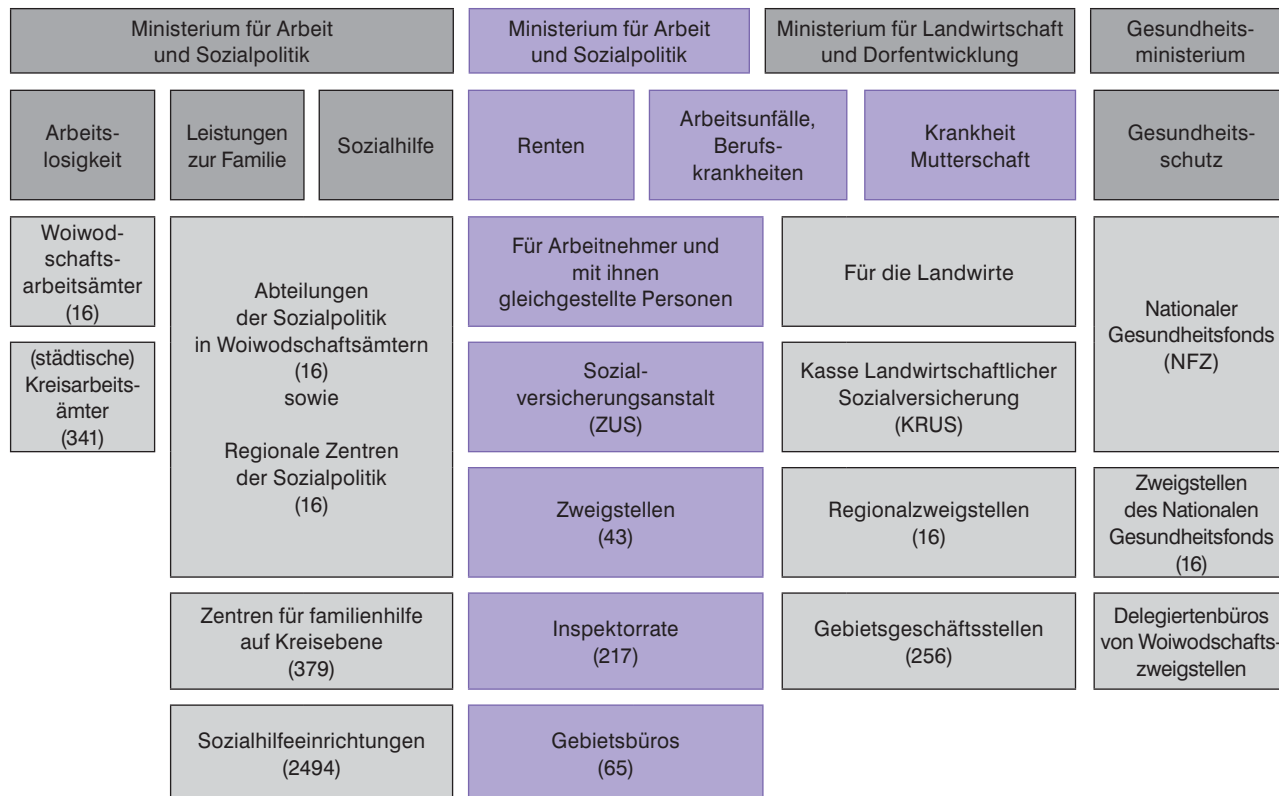 Ministerium für Arbeit
und Sozialpolitik
Ministerium für Arbeit
und Sozialpolitik
Ministerium für Landwirtschaft
und Dorfentwicklung
Gesundheits-
ministerium
Arbeits-
losigkeit
Leistungen
zur Familie
Sozialhilfe
Renten
Arbeitsunfälle,
Berufs-
krankheiten
Krankheit
Mutterschaft
Gesundheits-
schutz
Woiwod-
schafts-
arbeitsämter
(16)
(städtische)
Kreisarbeits-
ämter
(341)
Abteilungen
der Sozialpolitik
in Woiwodschaftsämtern
(16)
sowie
Regionale Zentren
der Sozialpolitik
(16)
Zentren für familienhilfe
auf Kreisebene
(379)
Sozialhilfeeinrichtungen
(2494)
Für Arbeitnehmer und
mit ihnen
gleichgestellte Personen
Sozial-
versicherungsanstalt
(ZUS)
Zweigstellen
(43)
Inspektorrate
(217)
Gebietsbüros
(65)
Für die Landwirte
Kasse Landwirtschaftlicher
Sozialversicherung
(KRUS)
Regionalzweigstellen
(16)
Gebietsgeschäftsstellen
(256)
Nationaler
Gesundheitsfonds
(NFZ)
Zweigstellen
des Nationalen
Gesundheitsfonds
(16)
Delegiertenbüros
von Woiwodschafts-
zweigstellen